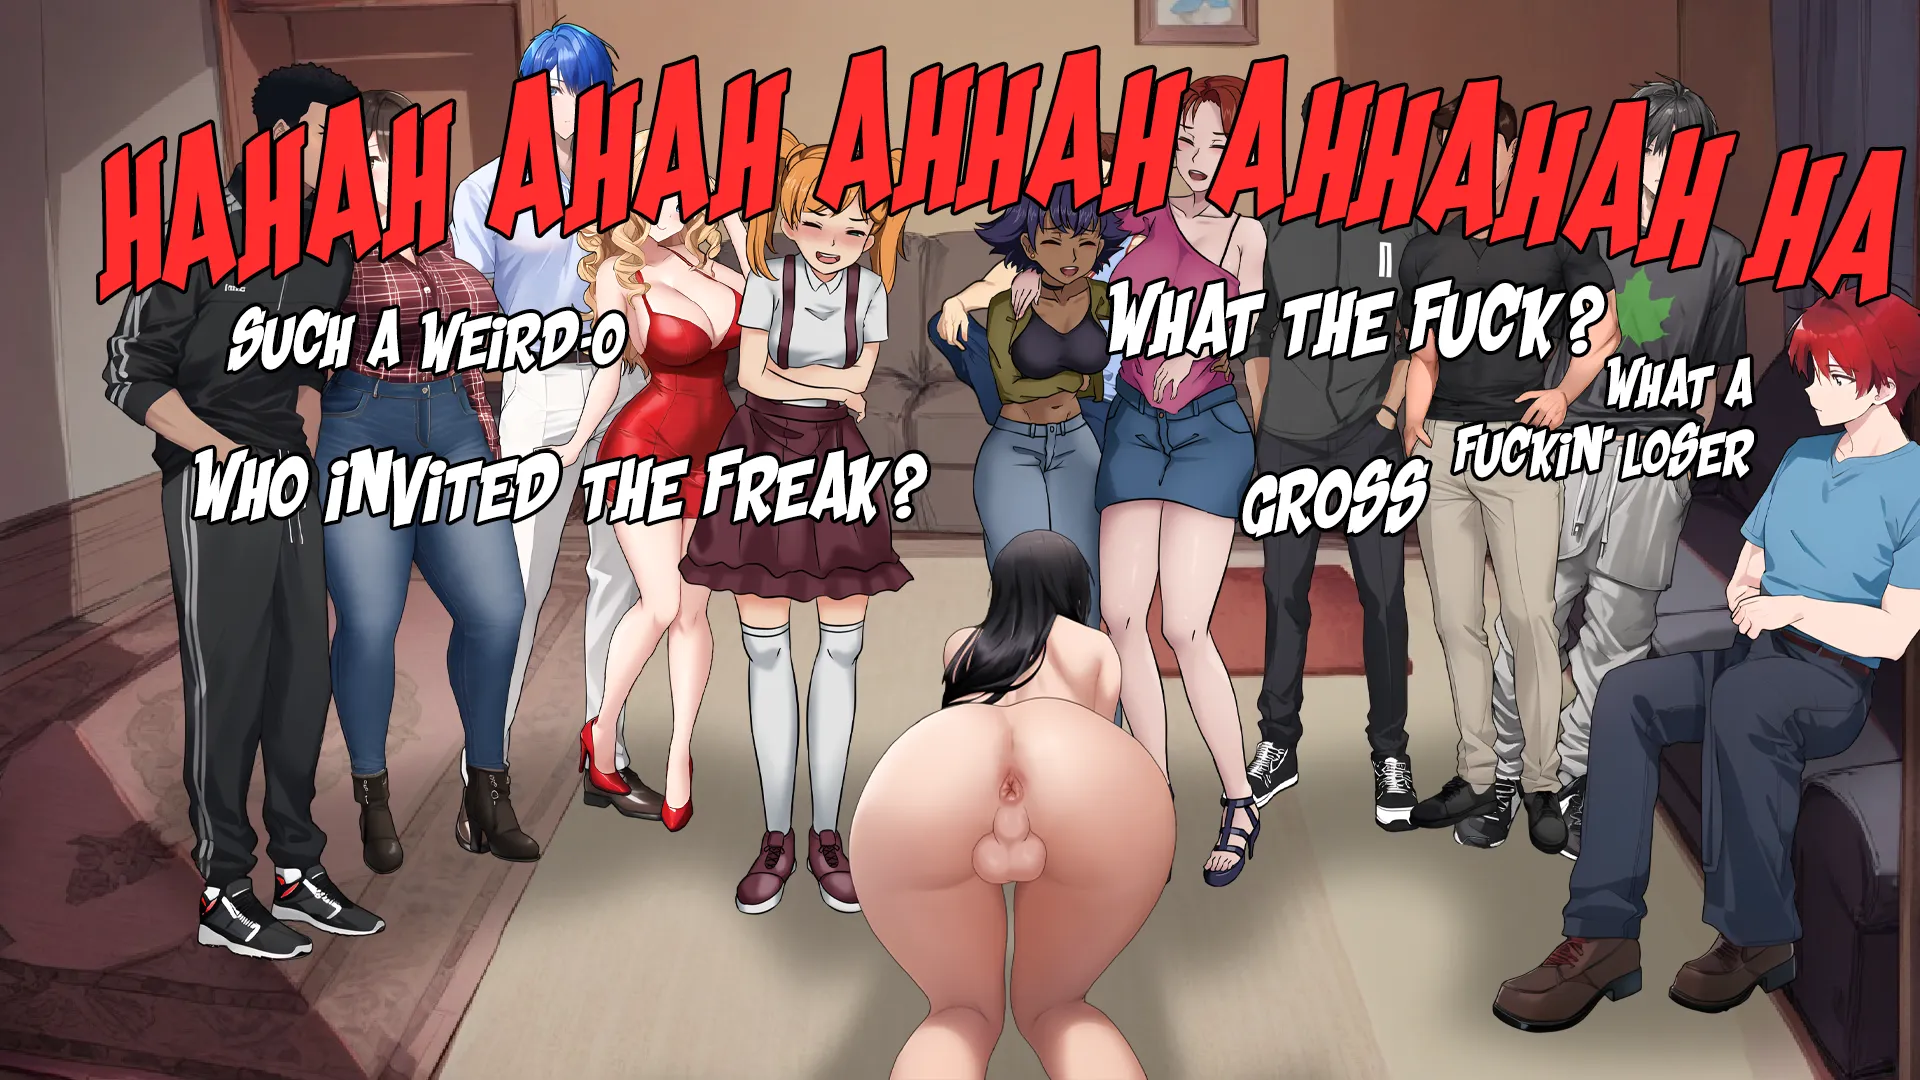 HAHAH AHAH AHHAH AHHAHAH HA
SUCH A WEIRD-O
WHAT THE FUCK?
WHAT A
FUCKIN' LOSER
WHO INVITED THE FREAK?
GROSS